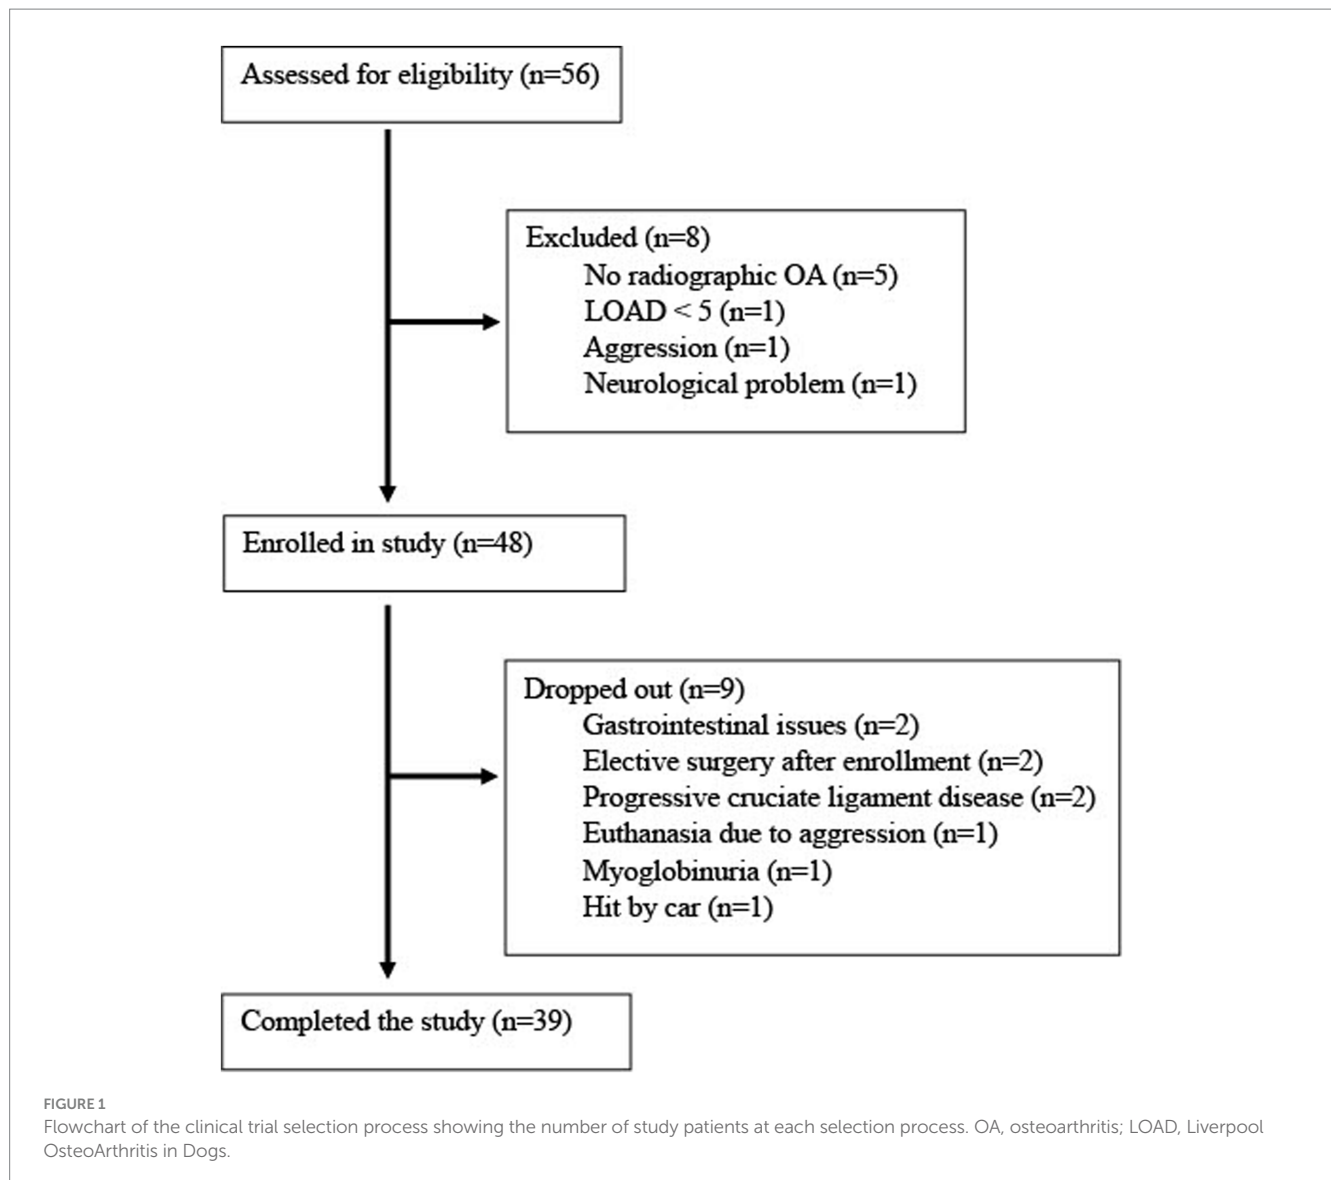 Assessed for eligibility (n=56)
Excluded (n=8)
No radiographic OA (n=5)
LOAD < 5 (n=1)
Aggression (n=1)
Neurological problem (n=1)
Enrolled in study (n=48)
Dropped out (n=9)
Gastrointestinal issues (n=2)
Elective surgery after enrollment (n=2)
Progressive cruciate ligament disease (n=2)
Euthanasia due to aggression (n=1)
Myoglobinuria (n=1)
Hit by car (n=1)
Completed the study (n=39)
FIGURE 1
Flowchart of the clinical trial selection process showing the number of study patients at each selection process. OA, osteoarthritis; LOAD, Liverpool
OsteoArthritis in Dogs.